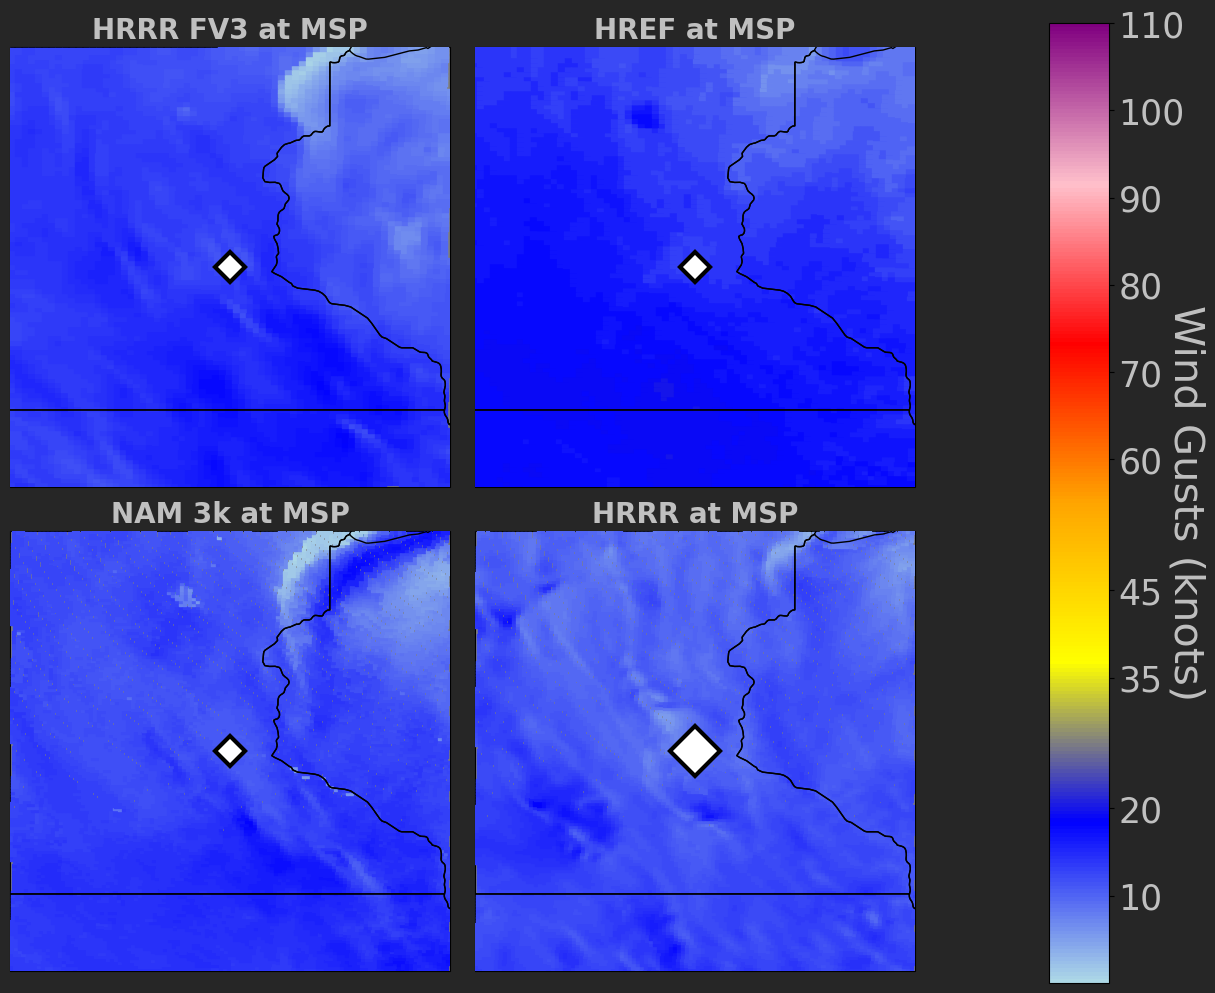 HRRR FV3 at MSP
HREF at MSP
NAM 3k at MSP
HRRR at MSP
110
100
90
80
70
60
45
35
20
10
Wind Gusts (knots)